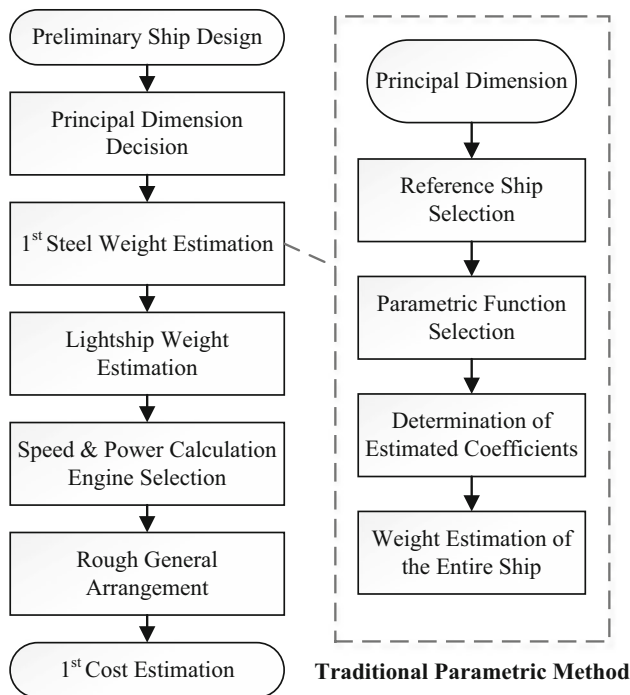 Preliminary Ship Design
Principal Dimension
Decision
1st Steel Weight Estimation
Lightship Weight
Estimation
Speed & Power Calculation
Engine Selection
Rough General
Arrangement
1st Cost Estimation
Principal Dimension
Reference Ship
Selection
Parametric Function
Selection
Determination of
Estimated Coefficients
Weight Estimation of
the Entire Ship
Traditional Parametric Method